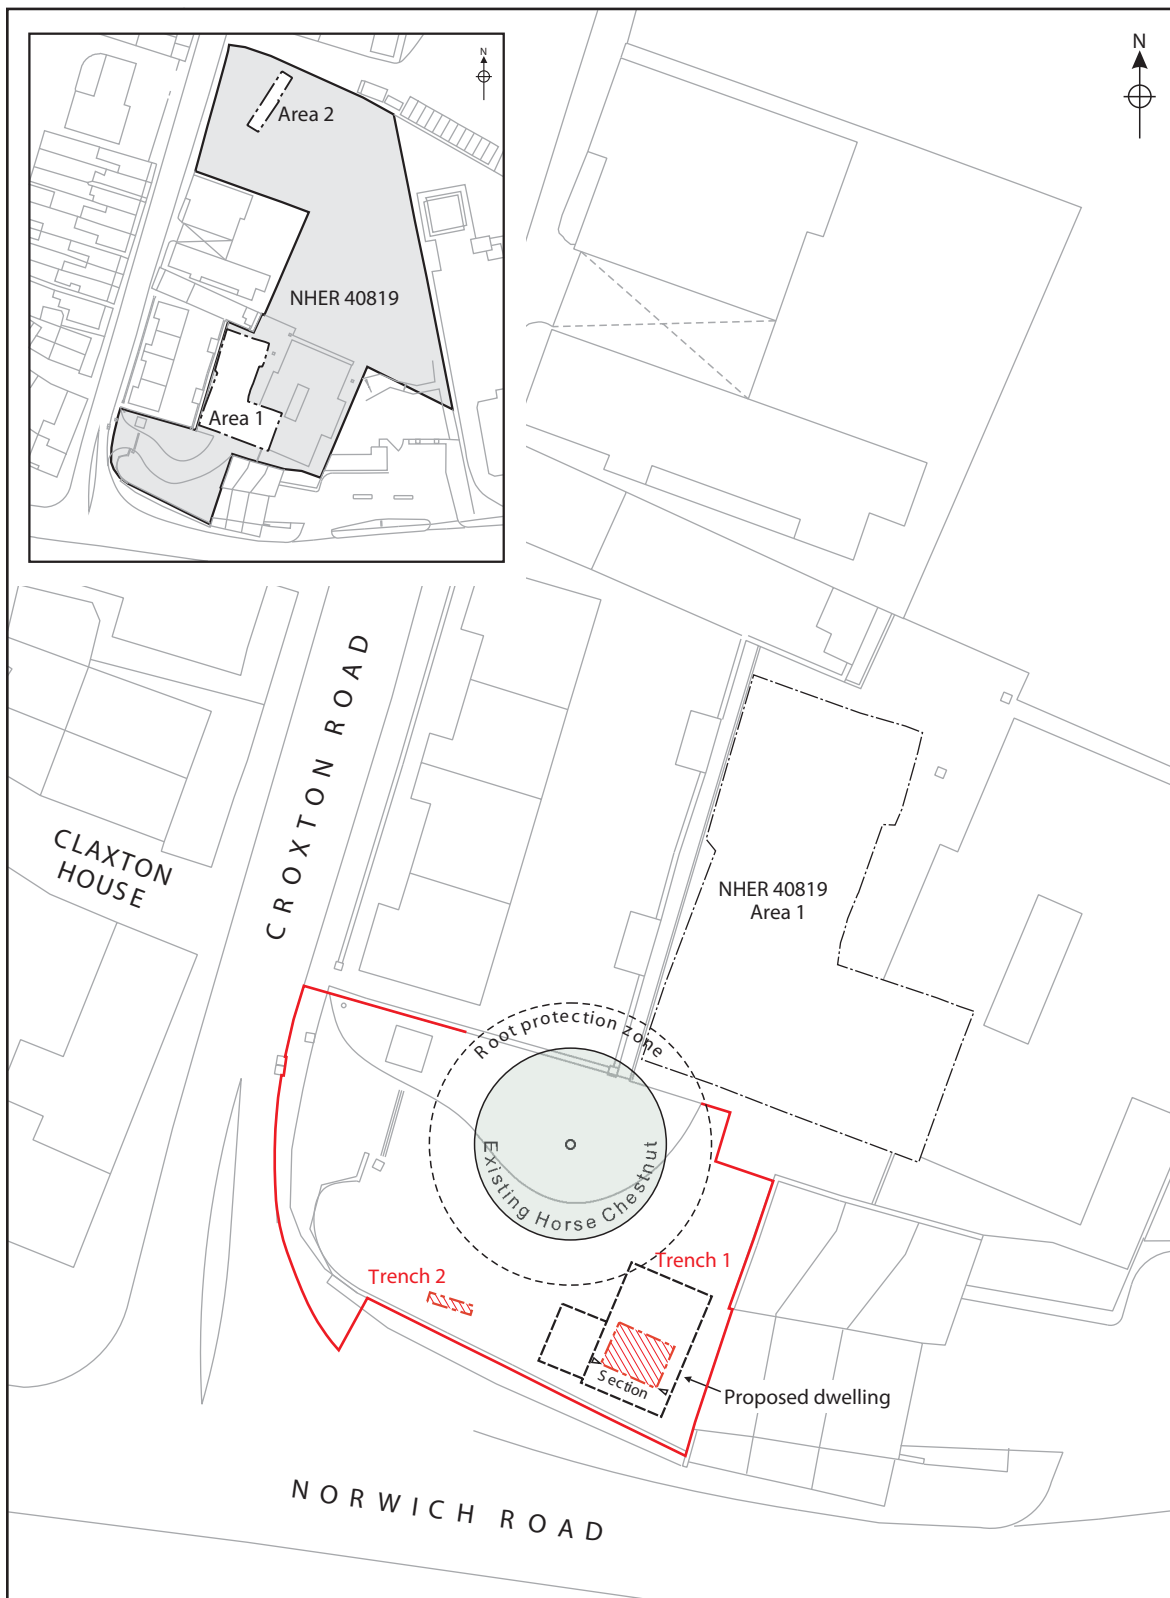 N
Area 2
NHER 40819
Area 1
N
CROXTON ROAD
CLAXTON
HOUSE
NHER 40819
Area 1
Root protection zone
Existing Horse Chestnut
Trench 1
Trench 2
Section
Proposed dwelling
NORWICH ROAD